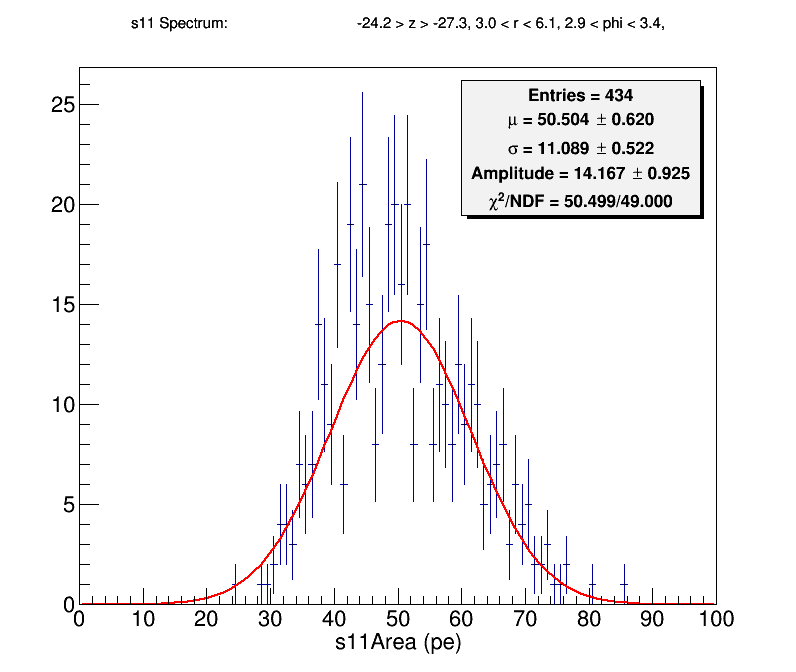 s11 Spectrum: -24.2 > z > -27.3, 3.0 < r < 6.1, 2.9 < phi < 3.4,
Entries = 434
μ = 50.504 ± 0.620
σ = 11.089 ± 0.522
Amplitude = 14.167 ± 0.925
χ²/NDF = 50.499/49.000
25
20
15
10
5
0
0 10 20 30 40 50 60 70 80 90 100
s11Area (pe)